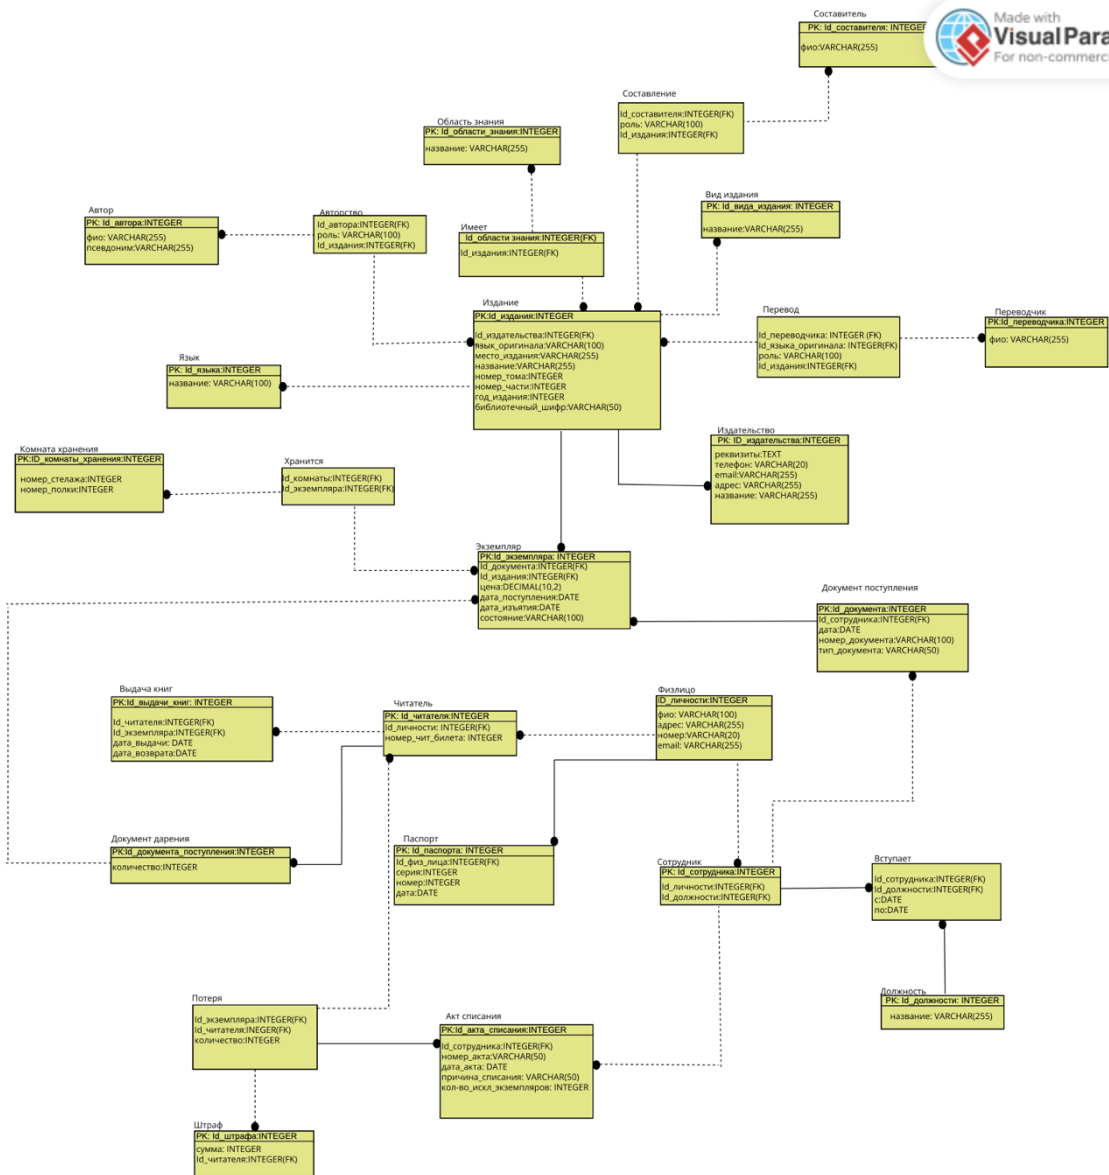 Составитель
PK: Id_составителя: INTEGER
фио:VARCHAR(255)
Made with
VisualPara
For non-commerci
Составление
Id_составителя:INTEGER(FK)
роль: VARCHAR(100)
Id_издания:INTEGER(FK)
Область знания
PK: Id_области_знания:INTEGER
название: VARCHAR(255)
Вид издания
PK: Id_вида_издания: INTEGER
название:VARCHAR(255)
Автор
PK: Id_автора:INTEGER
фио: VARCHAR(255)
псевдоним:VARCHAR(255)
Авторство
Id_автора:INTEGER(FK)
роль: VARCHAR(100)
Id_издания:INTEGER(FK)
Имеет
Id_области знания:INTEGER(FK)
Id_издания:INTEGER(FK)
Издание
PK:Id_издания:INTEGER
Id_издательства:INTEGER(FK)
язык_оригинала:VARCHAR(100)
место_издания:VARCHAR(255)
название:VARCHAR(255)
номер_тома:INTEGER
номер_части:INTEGER
год_издания:INTEGER
библиотечный_шифр:VARCHAR(50)
Перевод
Id_переводчика: INTEGER (FK)
Id_языка_оригинала: INTEGER(FK)
роль: VARCHAR(100)
Id_издания:INTEGER(FK)
Переводчик
PK:Id_переводчика:INTEGER
фио: VARCHAR(255)
Язык
PK: Id_языка:INTEGER
название: VARCHAR(100)
Издательство
PK: ID_издательства:INTEGER
реквизиты:TEXT
телефон: VARCHAR(20)
email:VARCHAR(255)
адрес: VARCHAR(255)
название: VARCHAR(255)
Комната хранения
PK:ID_комнаты_хранения:INTEGER
номер_стелажа:INTEGER
номер_полки:INTEGER
Хранится
Id_комнаты:INTEGER(FK)
Id_экземпляра:INTEGER(FK)
Экземпляр
PK:Id_экземпляра: INTEGER
Id_документа:INTEGER(FK)
Id_издания:INTEGER(FK)
цена:DECIMAL(10,2)
дата_поступления:DATE
дата_изъятия:DATE
состояние:VARCHAR(100)
Документ поступления
PK:Id_документа:INTEGER
Id_сотрудника:INTEGER(FK)
дата:DATE
номер_документа:VARCHAR(100)
тип_документа: VARCHAR(50)
Выдача книг
PK:Id_выдачи_книг: INTEGER
Id_читателя:INTEGER(FK)
Id_экземпляра:INTEGER(FK)
дата_выдачи: DATE
дата_возврата:DATE
Читатель
PK: Id_читателя:INTEGER
Id_личности: INTEGER(FK)
номер_чит_билета: INTEGER
Физлицо
ID_личности:INTEGER
фио: VARCHAR(100)
адрес: VARCHAR(255)
номер:VARCHAR(20)
email: VARCHAR(255)
Документ дарения
PK:Id_документа_поступления:INTEGER
количество:INTEGER
Паспорт
PK: Id_паспорта: INTEGER
Id_физ_лица:INTEGER(FK)
серия:INTEGER
номер:INTEGER
дата:DATE
Сотрудник
PK: Id_сотрудника:INTEGER
Id_личности:INTEGER(FK)
Id_должности:INTEGER(FK)
Вступает
Id_сотрудника:INTEGER(FK)
Id_должности:INTEGER(FK)
с:DATE
по:DATE
Должность
PK: Id_должности: INTEGER
название: VARCHAR(255)
Потеря
Id_экземпляра:INTEGER(FK)
Id_читателя:INEGER(FK)
количество:INTEGER
Акт списания
PK:Id_акта_списания:INTEGER
Id_сотрудника:INTEGER(FK)
номер_акта:VARCHAR(50)
дата_акта: DATE
причина_списания: VARCHAR(50)
кол-во_искл_экземпляров: INTEGER
Штраф
PK: Id_штрафа:INTEGER
сумма: INTEGER
Id_читателя:INTEGER(FK)